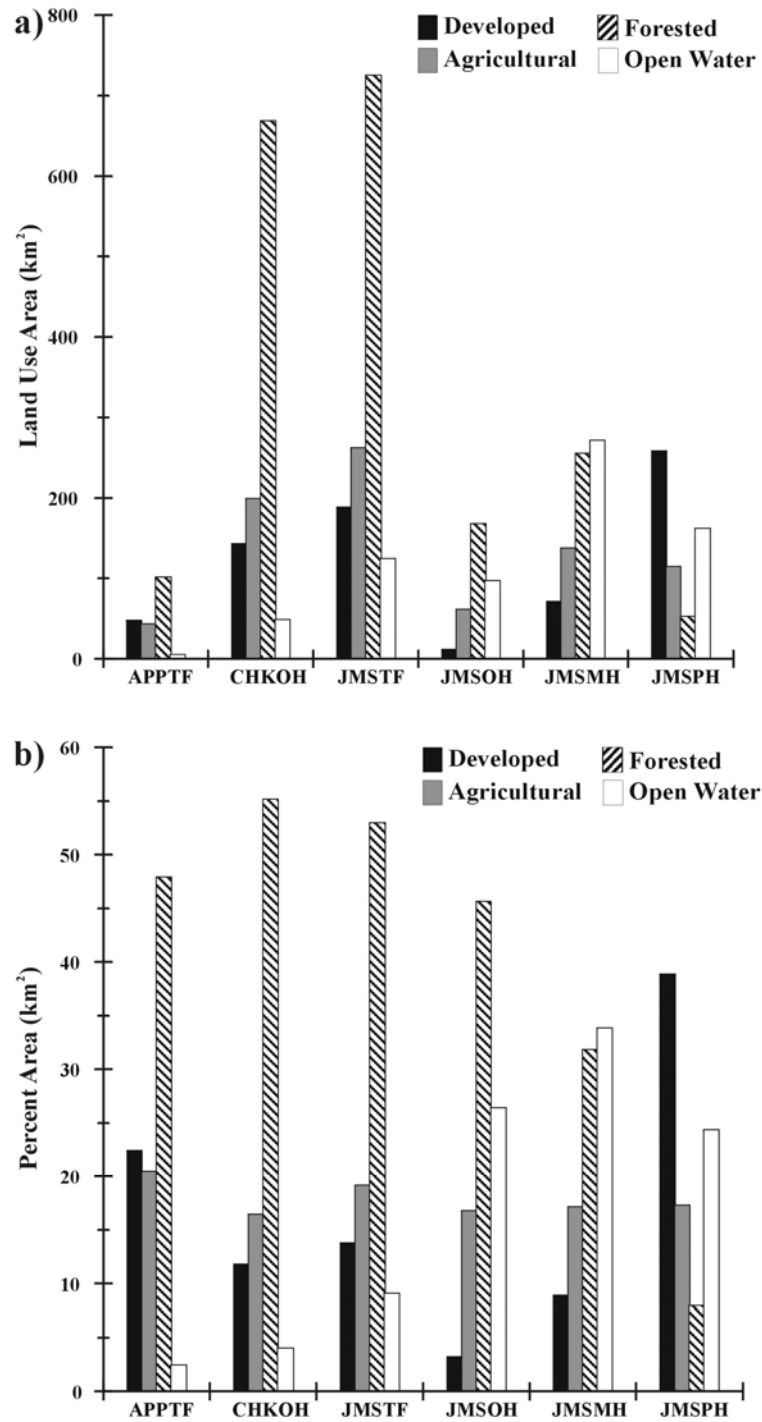 a)
Developed Forested
Agricultural Open Water
Land Use Area (km²)
800
600
400
200
0
APPTF CHKOH JMSTF JMSOH JMSMH JMSPH
b)
Developed Forested
Agricultural Open Water
Percent Area (km²)
60
50
40
30
20
10
0
APPTF CHKOH JMSTF JMSOH JMSMH JMSPH